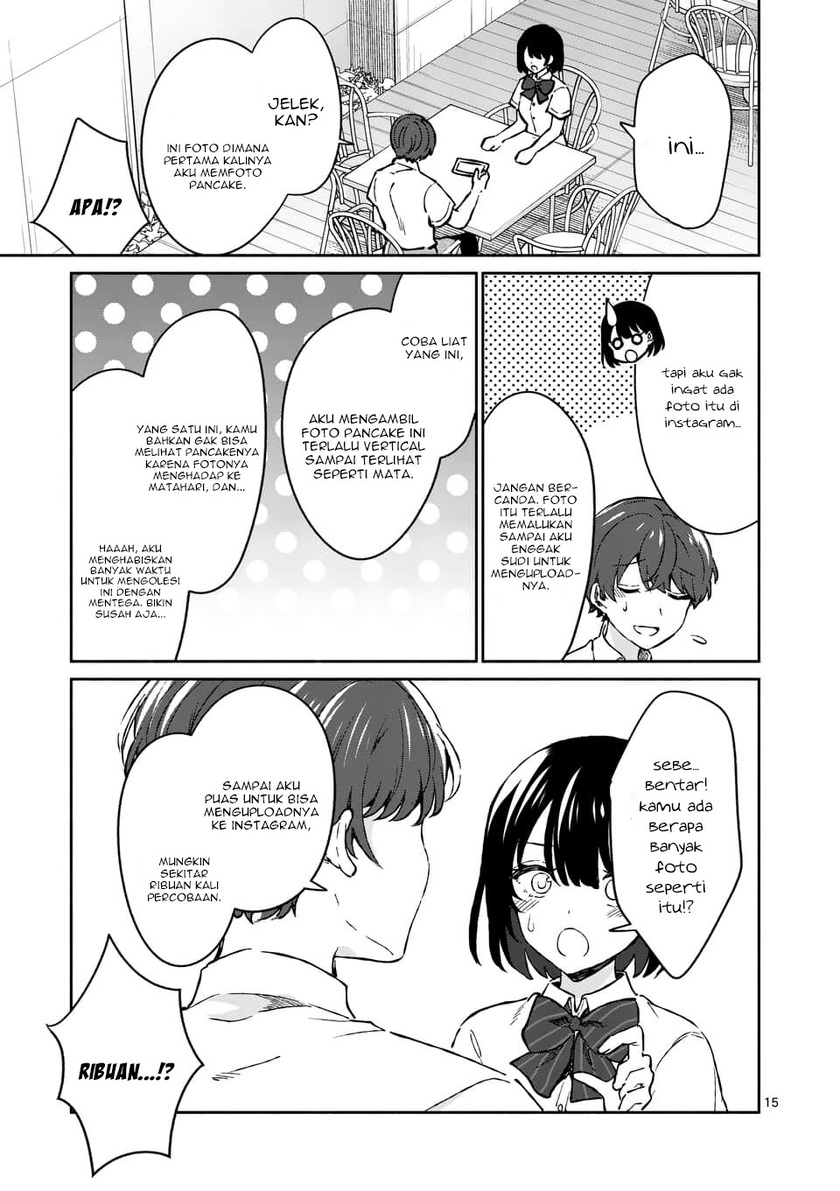 ini...
JELEK,
KAN?
INI FOTO DIMANA
PERTAMA KALINYA
AKU MEMFOTO
PANCAKE.
APA!?
tapi aku gak
ingat ada
foto itu di
instagram...
JANGAN BER-
CANDA. FOTO
ITU TERLALU
MEMALUKAN
SAMPAI AKU
ENGGAK
SUDI UNTUK
MENGUPLOAD-
NYA.
COBA LIAT
YANG INI,
AKU MENGAMBIL
FOTO PANCAKE INI
TERLALU VERTICAL
SAMPAI TERLIHAT
SEPERTI MATA.
YANG SATU INI, KAMU
BAHKAN GAK BISA
MELIHAT PANCAKENYA
KARENA FOTONYA
MENGHADAP KE
MATAHARI, DAN...
HAAAH, AKU
MENGHABISKAN
BANYAK WAKTU
UNTUK MENGOLESI
INI DENGAN
MENTEGA. BIKIN
SUSAH AJA...
sebe...
Bentar!
kamu ada
Berapa
Banyak
foto
seperti
itu!?
SAMPAI AKU
PUAS UNTUK BISA
MENGUPLOADNYA
KE INSTAGRAM,
MUNGKIN
SEKITAR
RIBUAN KALI
PERCOBAAN.
RIBUAN....!?
15